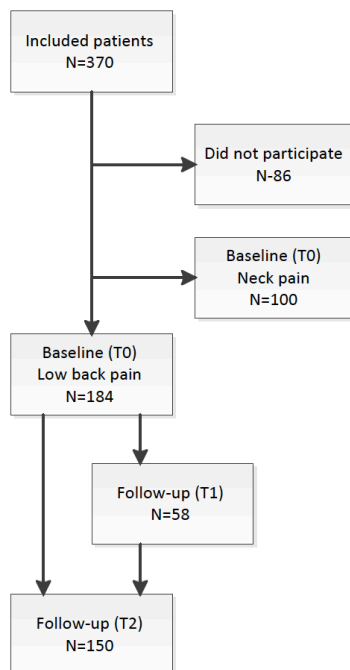 Included patients
N=370
Did not participate
N-86
Baseline (T0)
Neck pain
N=100
Baseline (T0)
Low back pain
N=184
Follow-up (T1)
N=58
Follow-up (T2)
N=150